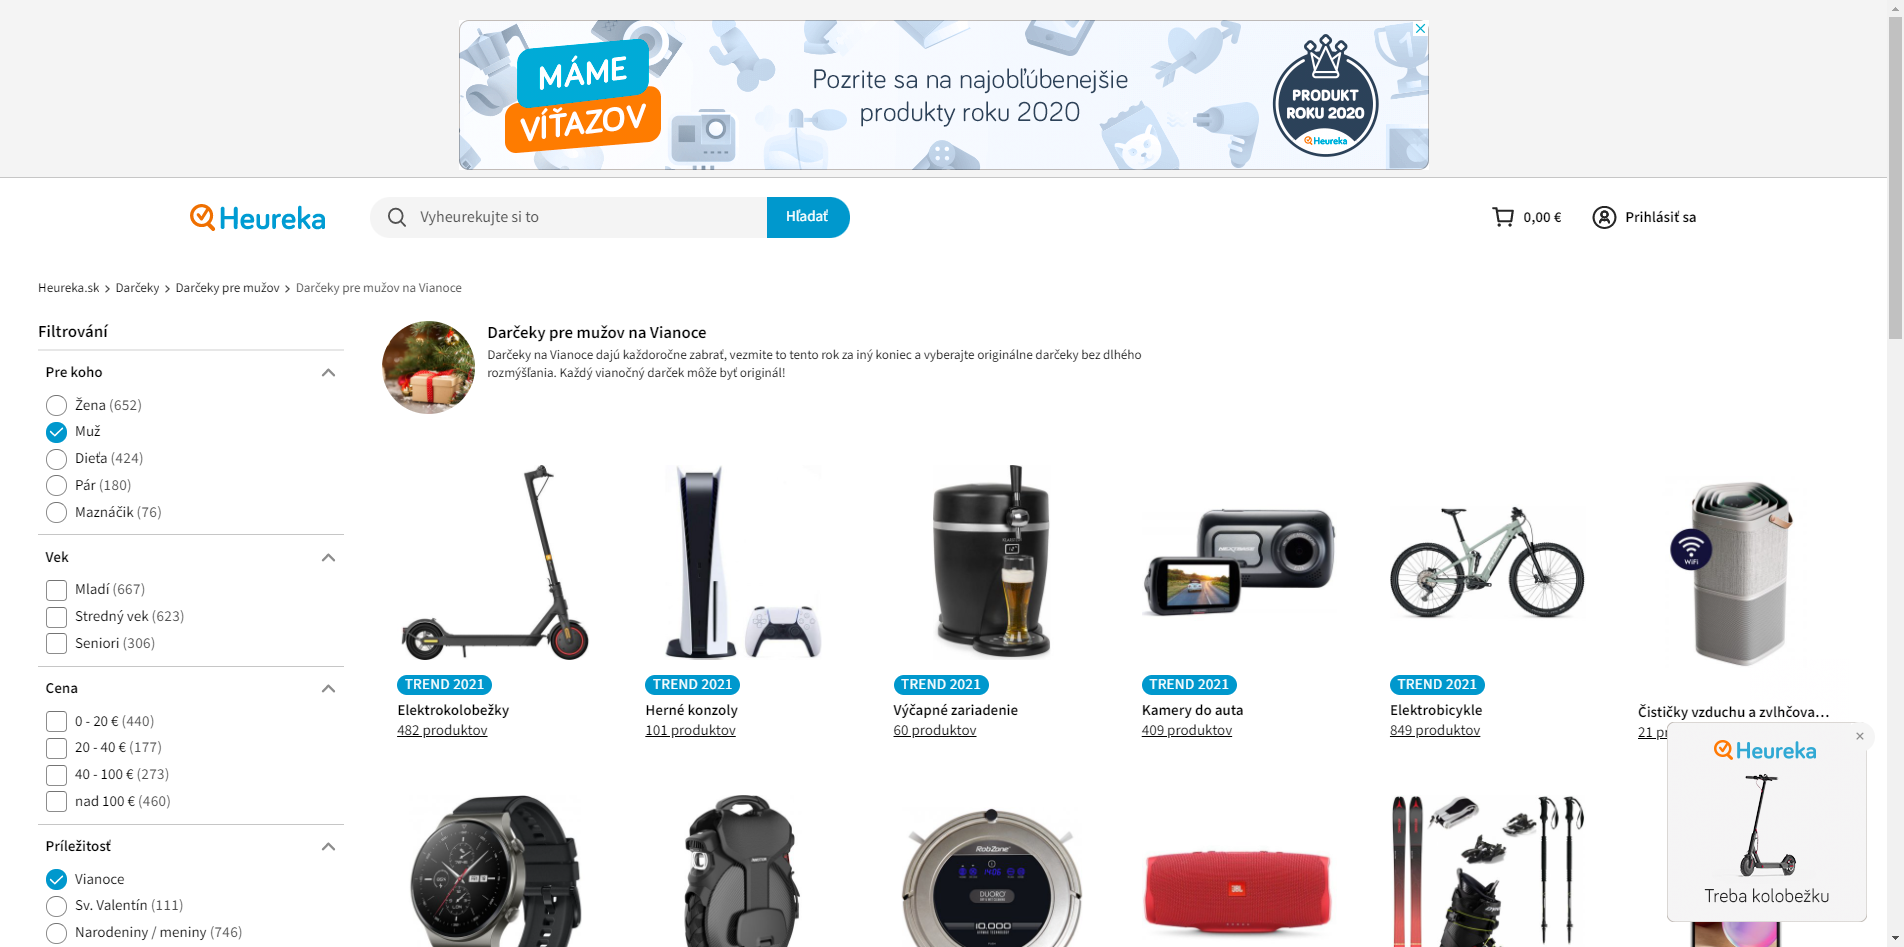 MÁME
VÍŤAZOV
Pozrite sa na najobľúbenejšie
produkty roku 2020
PRODUKT
ROKU 2020
Heureka
Heureka
Vyheurekujte si to
Hľadať
0,00 €
Prihlásiť sa
Heureka.sk > Darčeky > Darčeky pre mužov > Darčeky pre mužov na Vianoce
Filtrování
Pre koho
Žena (652)
Muž
Dieťa (424)
Pár (180)
Maznáčik (76)
Vek
Mladí (667)
Stredný vek (623)
Seniori (306)
Cena
0 - 20 € (440)
20 - 40 € (177)
40 - 100 € (273)
nad 100 € (460)
Príležitosť
Vianoce
Sv. Valentín (111)
Narodeniny / meniny (746)
Darčeky pre mužov na Vianoce
Darčeky na Vianoce dajú každoročne zabrať, vezmite to tento rok za iný koniec a vyberajte originálne darčeky bez dlhého
rozmýšľania. Každý vianočný darček môže byť originál!
TREND 2021
Elektrokolobežky
482 produktov
TREND 2021
Herné konzoly
101 produktov
TREND 2021
Výčapné zariadenie
60 produktov
NEXTBASE
TREND 2021
Kamery do auta
409 produktov
TREND 2021
Elektrobicykle
849 produktov
WiFi
Čističky vzduchu a zvlhčova...
21 pr
RobZone
DUORO
10.000
JBL
Heureka
Treba kolobežku